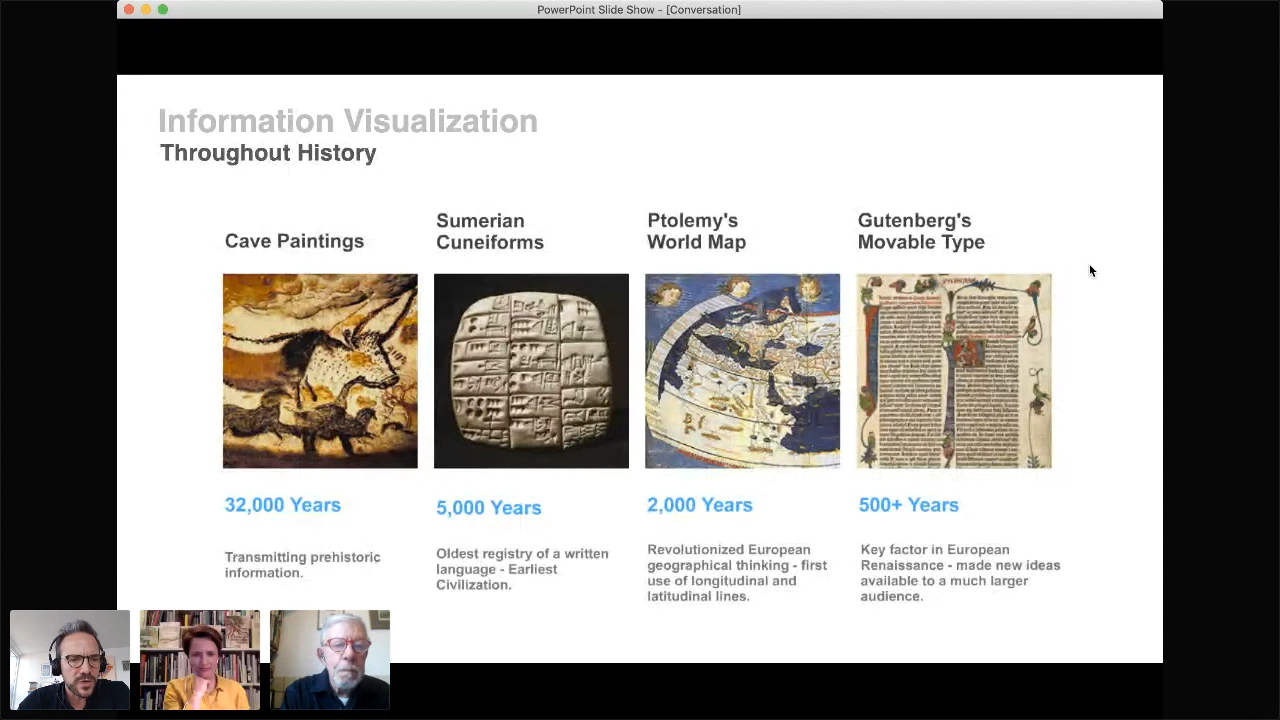 PowerPoint Slide Show - [Conversation]
Information Visualization
Throughout History
Cave Paintings
Sumerian
Cuneiforms
Ptolemy's
World Map
Gutenberg's
Movable Type
32,000 Years
5,000 Years
2,000 Years
500+ Years
Transmitting prehistoric
information.
Oldest registry of a written
language - Earliest
Civilization.
Revolutionized European
geographical thinking - first
use of longitudinal and
latitudinal lines.
Key factor in European
Renaissance - made new ideas
available to a much larger
audience.